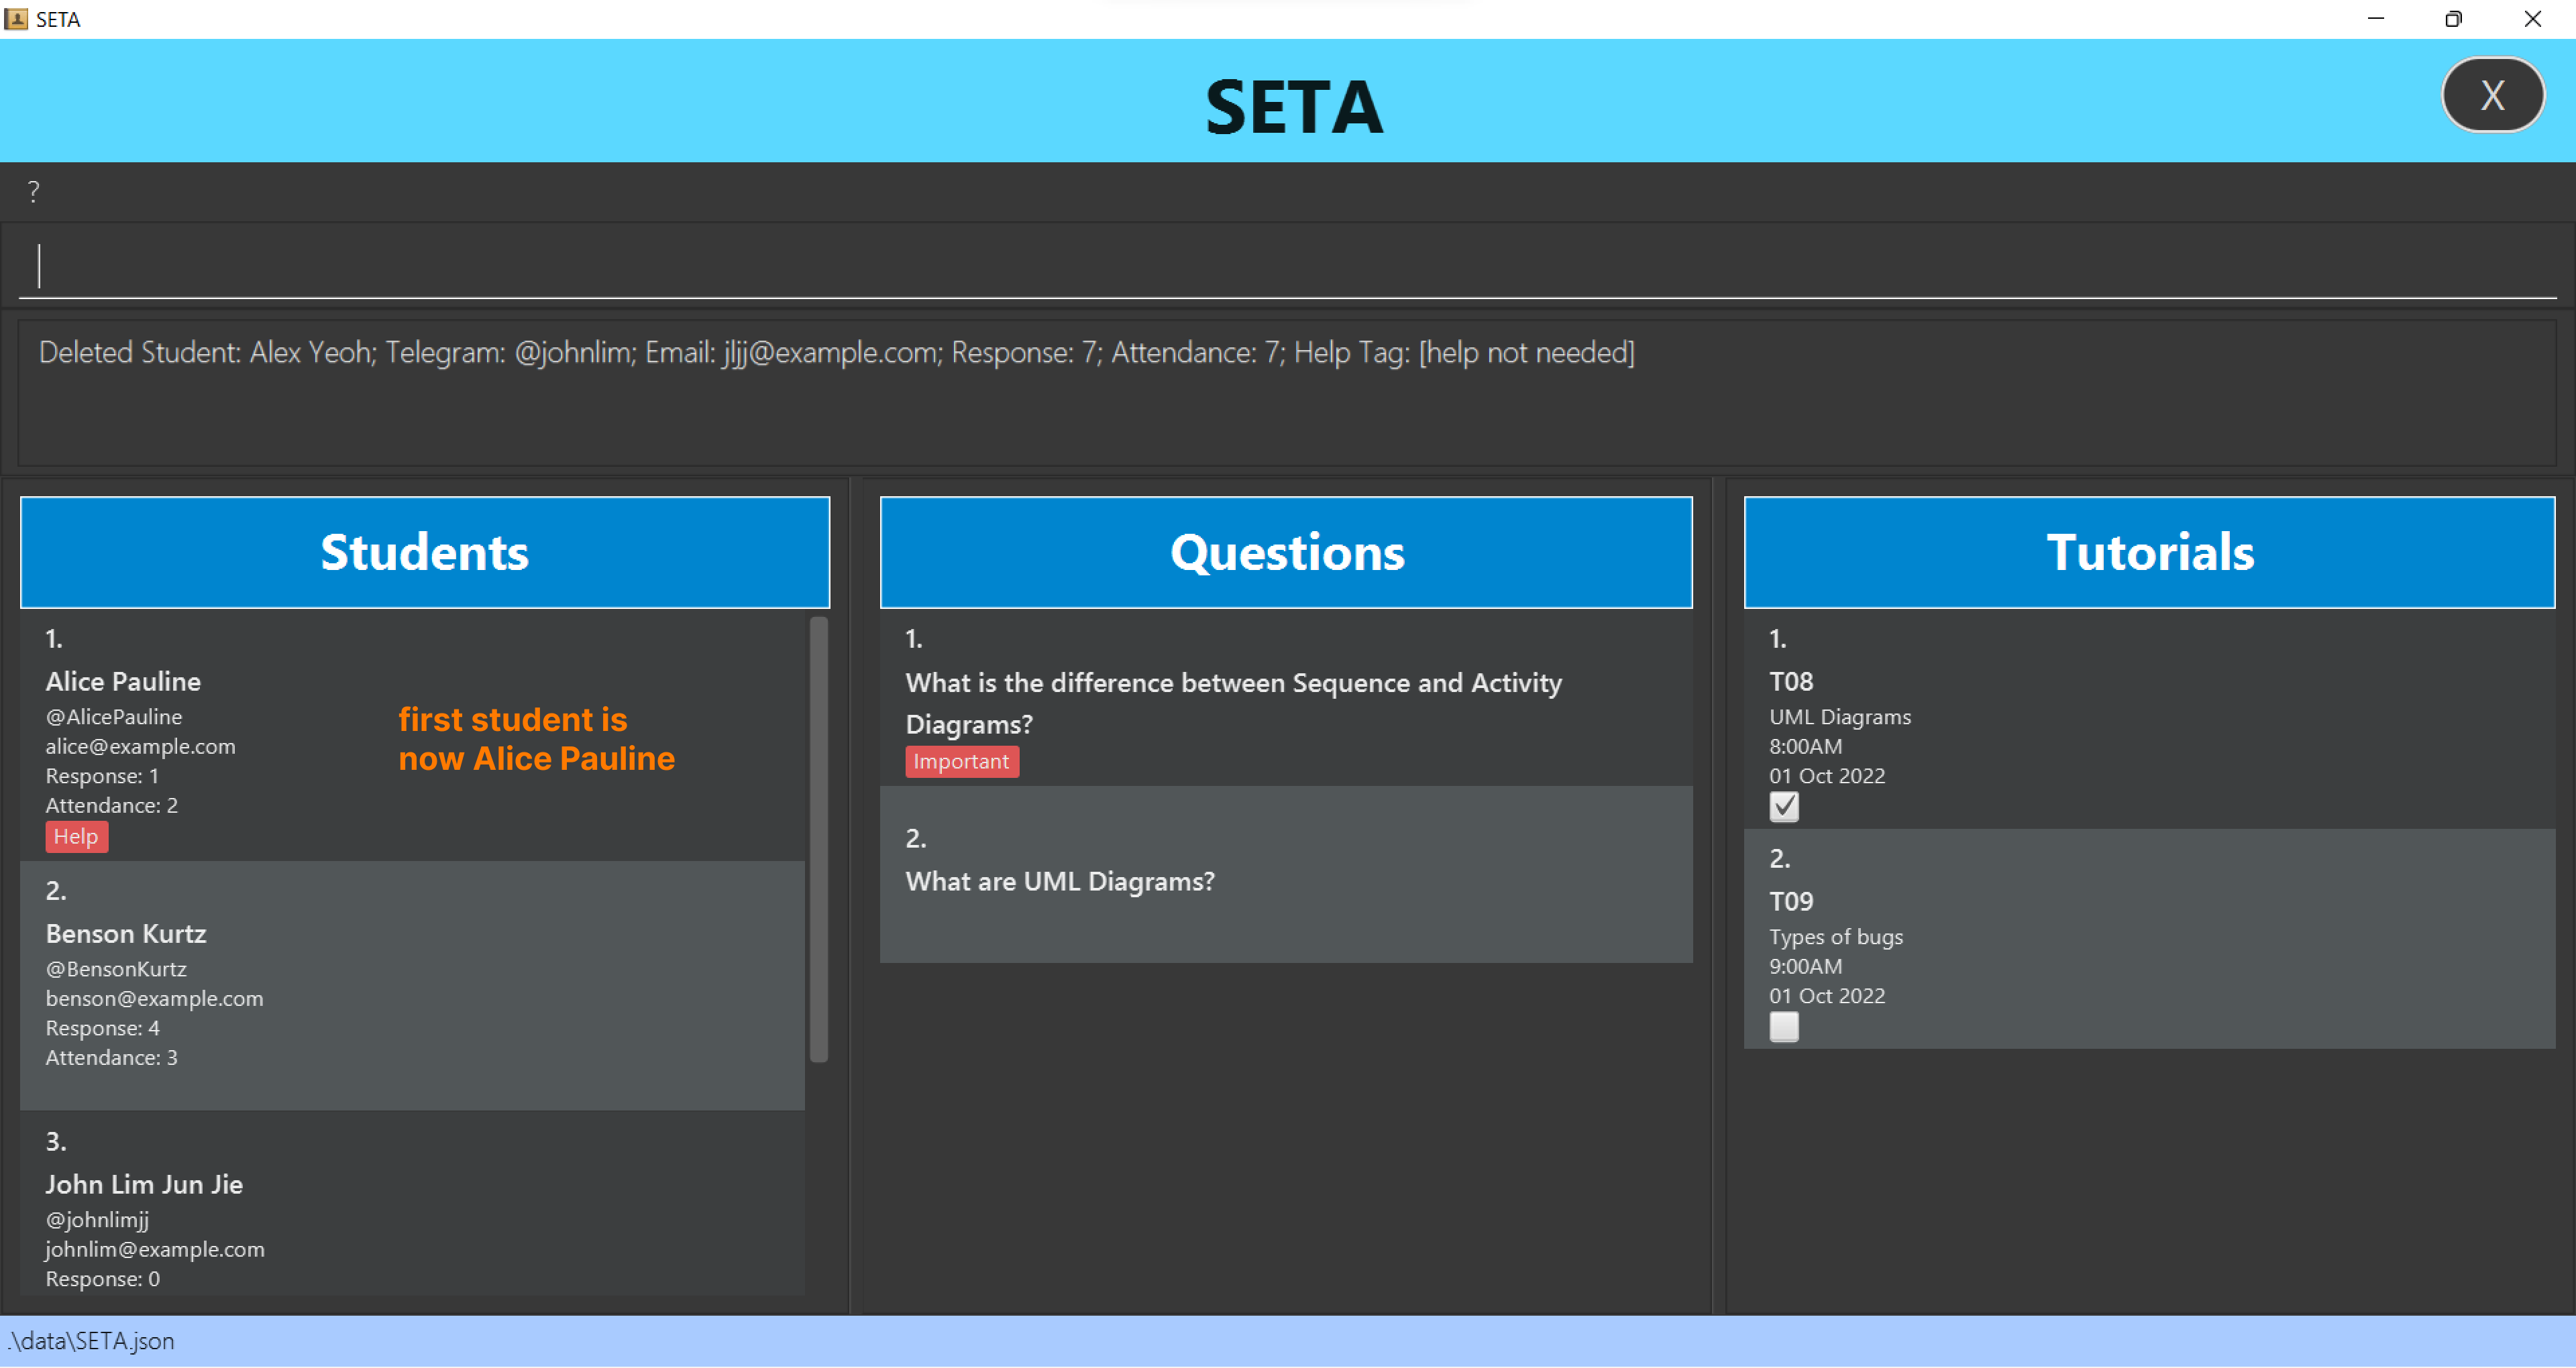 SETA
SETA
X
?
Deleted Student: Alex Yeoh; Telegram: @johnlim; Email: jljj@example.com; Response: 7; Attendance: 7; Help Tag: [help not needed]
Students
1.
Alice Pauline
@AlicePauline
alice@example.com
Response: 1
Attendance: 2
Help
first student is
now Alice Pauline
2.
Benson Kurtz
@BensonKurtz
benson@example.com
Response: 4
Attendance: 3
3.
John Lim Jun Jie
@johnlimjj
johnlim@example.com
Response: 0
Questions
1.
What is the difference between Sequence and Activity
Diagrams?
Important
2.
What are UML Diagrams?
Tutorials
1.
T08
UML Diagrams
8:00AM
01 Oct 2022
2.
T09
Types of bugs
9:00AM
01 Oct 2022
.\data\SETA.json